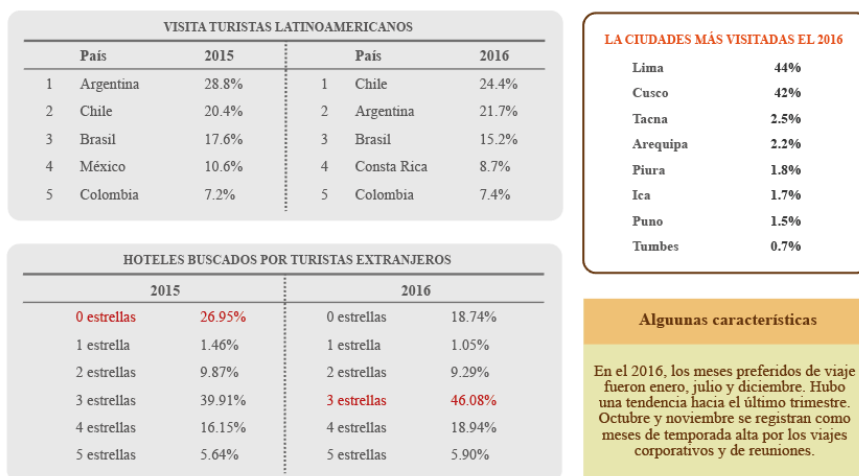 VISITA TURISTAS LATINOAMERICANOS
País 2015 País 2016
1 Argentina 28.8% 1 Chile 24.4%
2 Chile 20.4% 2 Argentina 21.7%
3 Brasil 17.6% 3 Brasil 15.2%
4 México 10.6% 4 Consta Rica 8.7%
5 Colombia 7.2% 5 Colombia 7.4%
LA CIUDADES MÁS VISITADAS EL 2016
Lima 44%
Cusco 42%
Tacna 2.5%
Arequipa 2.2%
Piura 1.8%
Ica 1.7%
Puno 1.5%
Tumbes 0.7%
HOTELES BUSCADOS POR TURISTAS EXTRANJEROS
2015 2016
0 estrellas 26.95% 0 estrellas 18.74%
1 estrella 1.46% 1 estrella 1.05%
2 estrellas 9.87% 2 estrellas 9.29%
3 estrellas 39.91% 3 estrellas 46.08%
4 estrellas 16.15% 4 estrellas 18.94%
5 estrellas 5.64% 5 estrellas 5.90%
Alguunas características
En el 2016, los meses preferidos de viaje
fueron enero, julio y diciembre. Hubo
una tendencia hacia el último trimestre.
Octubre y noviembre se registran como
meses de temporada alta por los viajes
corporativos y de reuniones.